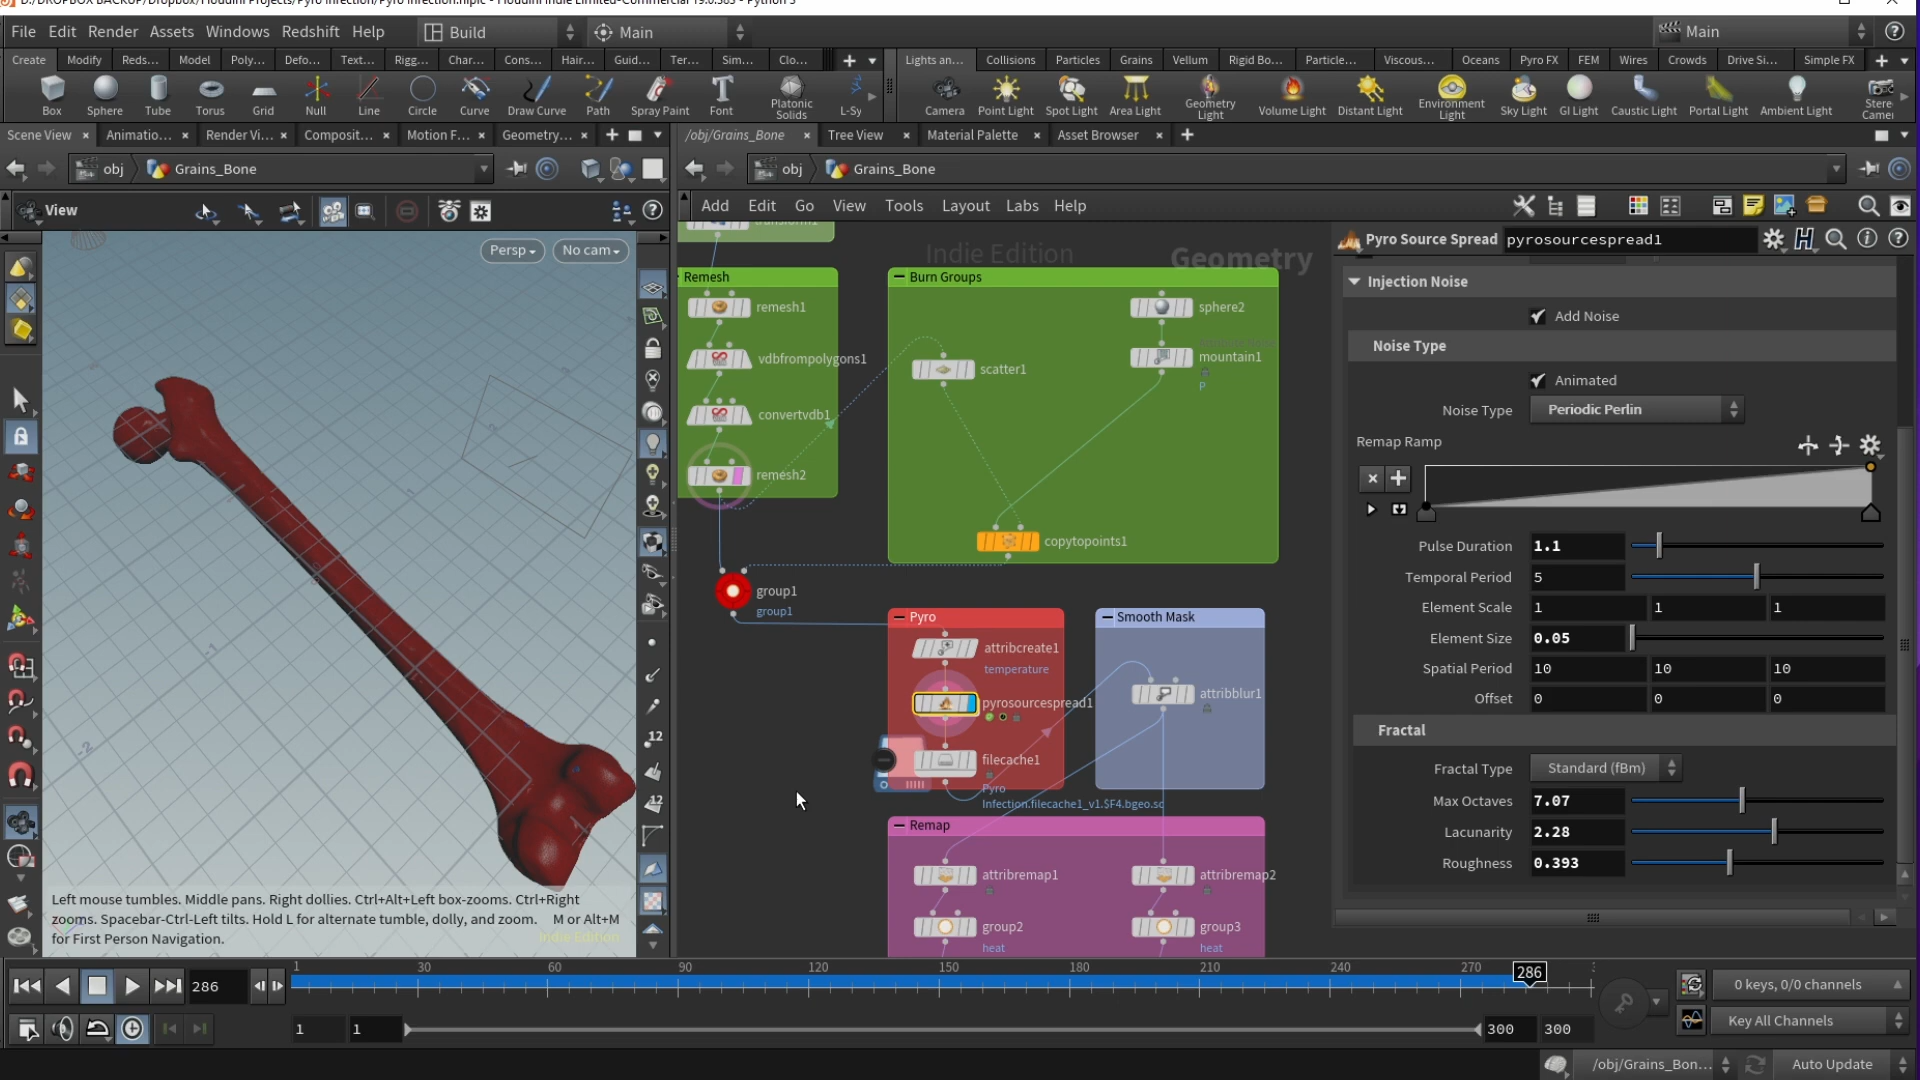 File Edit Render Assets Windows Redshift Help Build Main Main
Create Modify Reds... Model Poly... Defo... Text... Rigg... Char... Cons... Hair... Guid... Ter... Sim... Clo...
Lights an... Collisions Particles Grains Vellum Rigid Bo... Particle... Viscous... Oceans Pyro FX FEM Wires Crowds Drive Si... Simple FX
Box Sphere Tube Torus Grid Null Line Circle Curve Draw Curve Path Spray Paint Font Platonic Solids L-Sy
Camera Point Light Spot Light Area Light Geometry Light Volume Light Distant Light Environment Light Sky Light GI Light Caustic Light Portal Light Ambient Light Stere Camer
Scene View Animatio... Render Vi... Composit... Motion F... Geometry...
/obj/Grains_Bone Tree View Material Palette Asset Browser
obj Grains_Bone
obj Grains_Bone
View
Add Edit Go View Tools Layout Labs Help
Persp No cam
Indie Edition
Geometry
Remesh
remesh1
vdbfrompolygons1
convertvdb1
remesh2
Burn Groups
sphere2
mountain1
P
scatter1
copytopoints1
group1
group1
Pyro
attribcreate1
temperature
pyrosourcespread1
filecache1
Pyro
Infection.filecache1_v1.$F4.bgeo.sc
Smooth Mask
attribblur1
Remap
attribremap1
attribremap2
group2
heat
group3
heat
Pyro Source Spread pyrosourcespread1
Injection Noise
Add Noise
Noise Type
Animated
Noise Type Periodic Perlin
Remap Ramp
Pulse Duration 1.1
Temporal Period 5
Element Scale 1 1 1
Element Size 0.05
Spatial Period 10 10 10
Offset 0 0 0
Fractal
Fractal Type Standard (fBm)
Max Octaves 7.07
Lacunarity 2.28
Roughness 0.393
Left mouse tumbles. Middle pans. Right dollies. Ctrl+Alt+Left box-zooms. Ctrl+Right
zooms. Spacebar-Ctrl-Left tilts. Hold L for alternate tumble, dolly, and zoom. M or Alt+M
for First Person Navigation.
Indie Edition
286
1 30 60 90 120 150 180 210 240 270 286
1 1 300 300
0 keys, 0/0 channels
Key All Channels
/obj/Grains_Bon... Auto Update